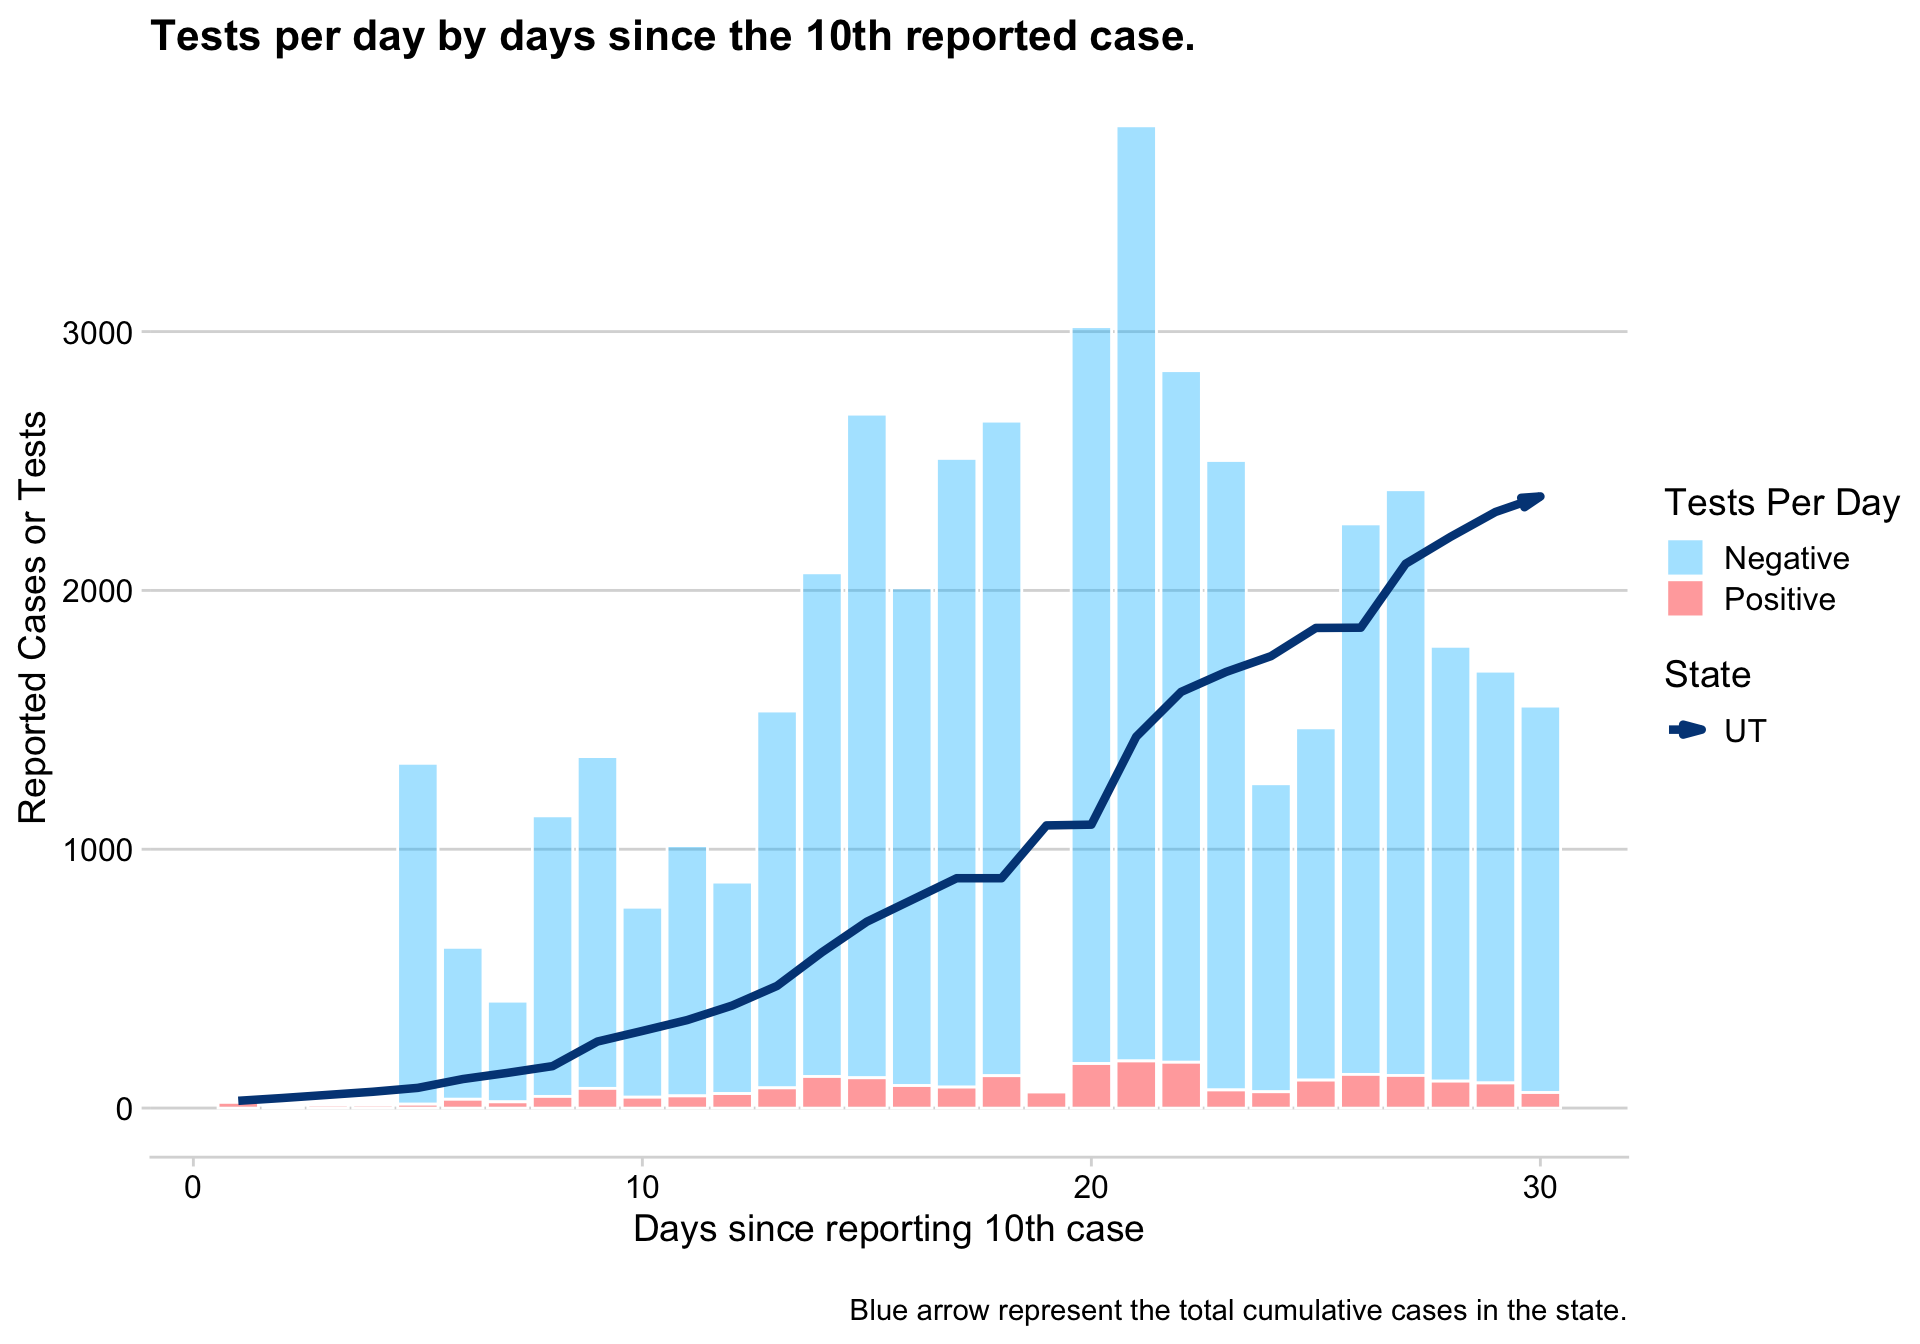 Tests per day by days since the 10th reported case.
Reported Cases or Tests
3000
2000
1000
0
0
10
20
30
Days since reporting 10th case
Tests Per Day
Negative
Positive
State
UT
Blue arrow represent the total cumulative cases in the state.